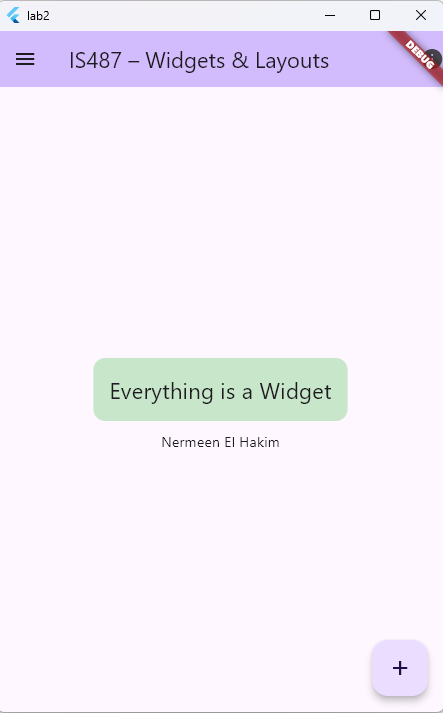 lab2
IS487 – Widgets & Layouts
DEBUG
Everything is a Widget
Nermeen El Hakim